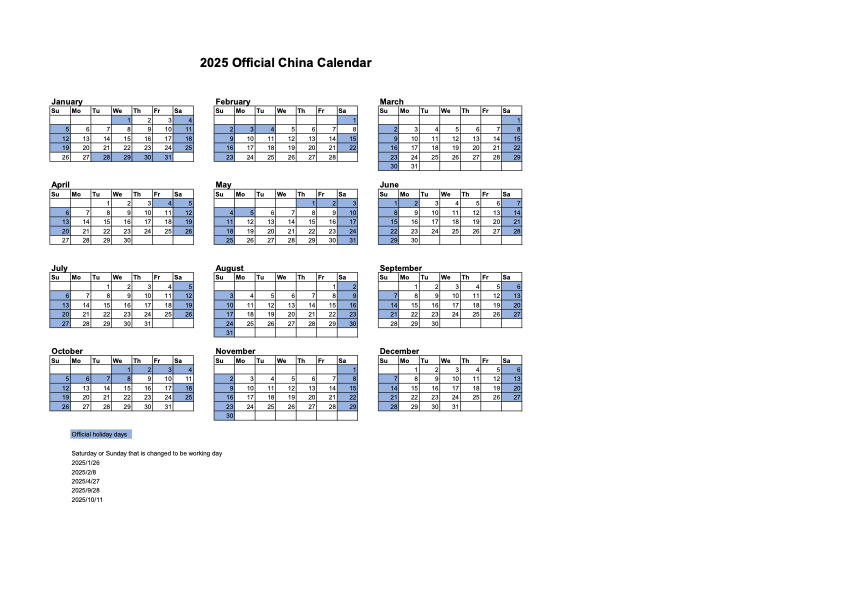 2025 Official China Calendar
January February March
Su Mo Tu We Th Fr Sa Su Mo Tu We Th Fr Sa Su Mo Tu We Th Fr Sa
1 2 3 4 1 1
5 6 7 8 9 10 11 2 3 4 5 6 7 8 2 3 4 5 6 7 8
12 13 14 15 16 17 18 9 10 11 12 13 14 15 9 10 11 12 13 14 15
19 20 21 22 23 24 25 16 17 18 19 20 21 22 16 17 18 19 20 21 22
26 27 28 29 30 31 23 24 25 26 27 28 23 24 25 26 27 28 29
30 31
April May June
Su Mo Tu We Th Fr Sa Su Mo Tu We Th Fr Sa Su Mo Tu We Th Fr Sa
1 2 3 4 5 1 2 3 1 2 3 4 5 6 7
6 7 8 9 10 11 12 4 5 6 7 8 9 10 8 9 10 11 12 13 14
13 14 15 16 17 18 19 11 12 13 14 15 16 17 15 16 17 18 19 20 21
20 21 22 23 24 25 26 18 19 20 21 22 23 24 22 23 24 25 26 27 28
27 28 29 30 25 26 27 28 29 30 31 29 30
July August September
Su Mo Tu We Th Fr Sa Su Mo Tu We Th Fr Sa Su Mo Tu We Th Fr Sa
1 2 3 4 5 1 2 1 2 3 4 5 6
6 7 8 9 10 11 12 3 4 5 6 7 8 9 7 8 9 10 11 12 13
13 14 15 16 17 18 19 10 11 12 13 14 15 16 14 15 16 17 18 19 20
20 21 22 23 24 25 26 17 18 19 20 21 22 23 21 22 23 24 25 26 27
27 28 29 30 31 24 25 26 27 28 29 30 28 29 30
31
October November December
Su Mo Tu We Th Fr Sa Su Mo Tu We Th Fr Sa Su Mo Tu We Th Fr Sa
1 2 3 4 1 1 2 3 4 5 6
5 6 7 8 9 10 11 2 3 4 5 6 7 8 7 8 9 10 11 12 13
12 13 14 15 16 17 18 9 10 11 12 13 14 15 14 15 16 17 18 19 20
19 20 21 22 23 24 25 16 17 18 19 20 21 22 21 22 23 24 25 26 27
26 27 28 29 30 31 23 24 25 26 27 28 29 28 29 30 31
30
Official holiday days
Saturday or Sunday that is changed to be working day
2025/1/26
2025/2/8
2025/4/27
2025/9/28
2025/10/11